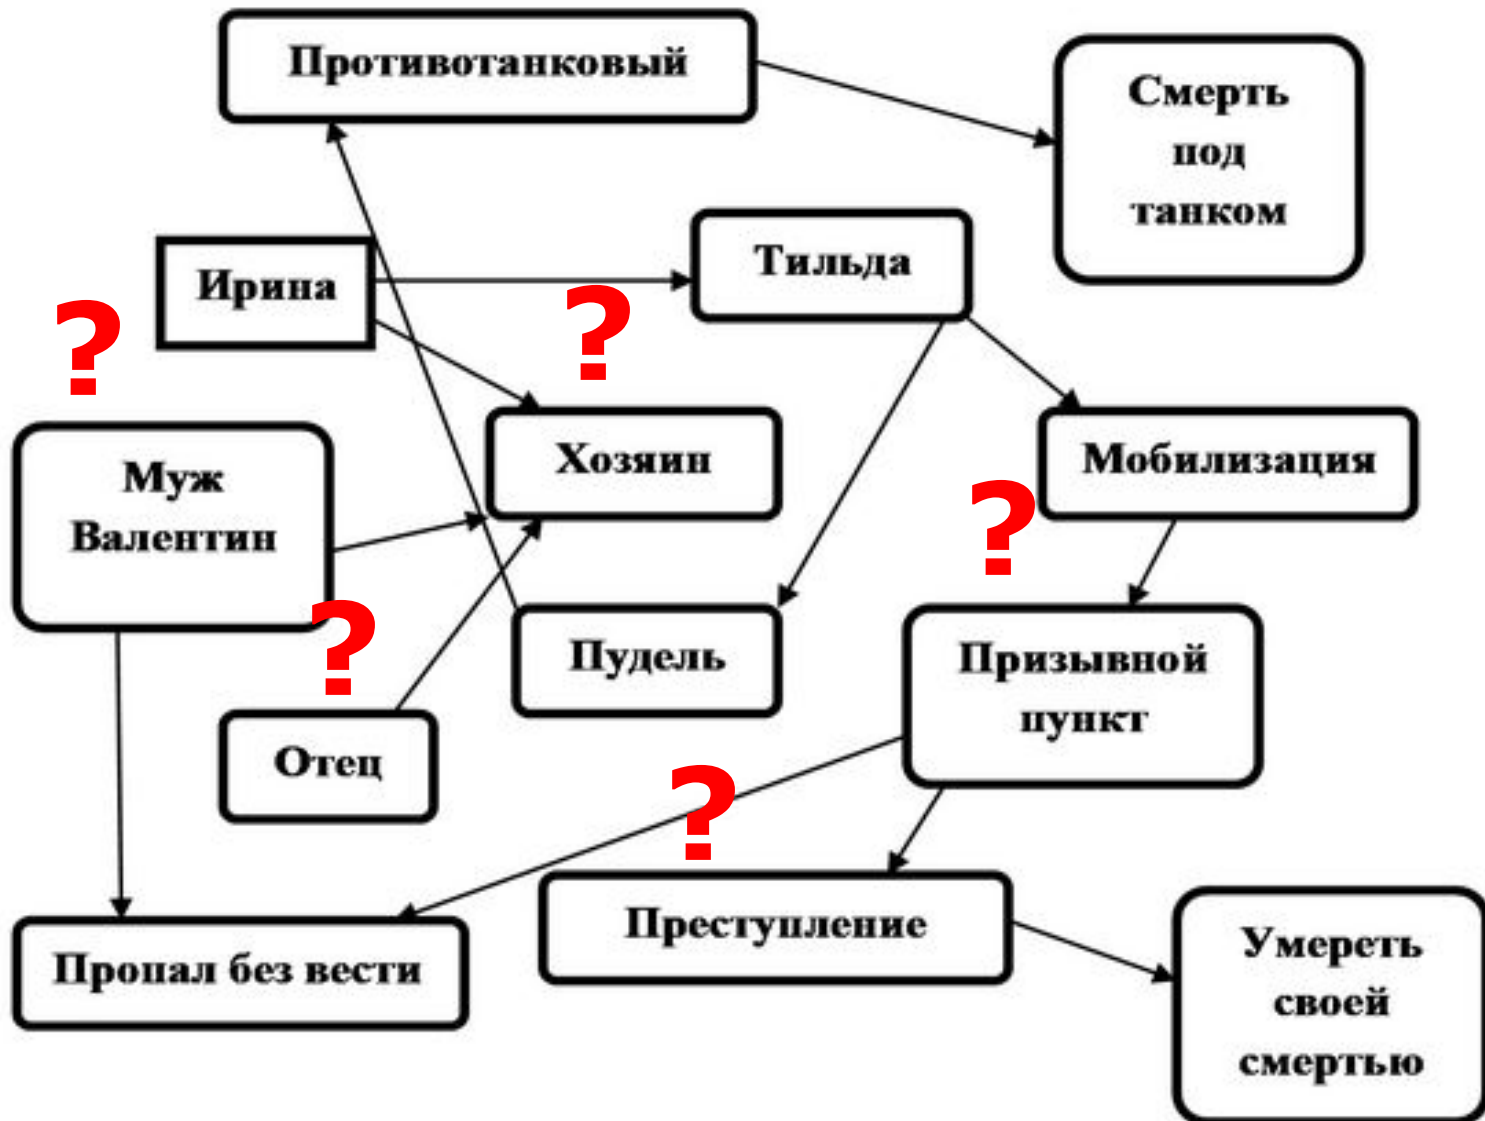 Противотанковый
Смерть
под
танком
Ирина
Тильда
?
?
Муж
Валентин
Хозяин
Мобилизация
?
?
Отец
Пудель
Призывной
пункт
?
Преступление
Пропал без вести
Умереть
своей
смертью